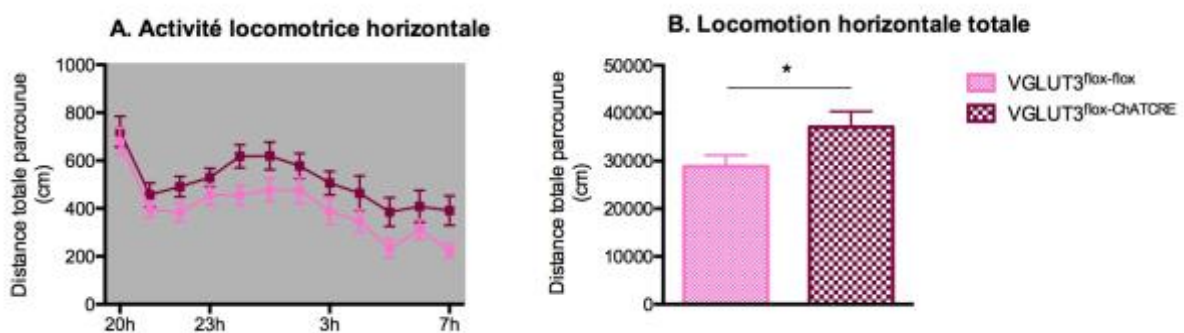 A. Activité locomotrice horizontale
Distance totale parcourue
(cm)
1000
800
600
400
200
0
20h
23h
3h
7h
B. Locomotion horizontale totale
Distance totale parcourue
(cm)
50000
40000
30000
20000
10000
0
*
VGLUT3flox-flox
VGLUT3flox-ChATCRE